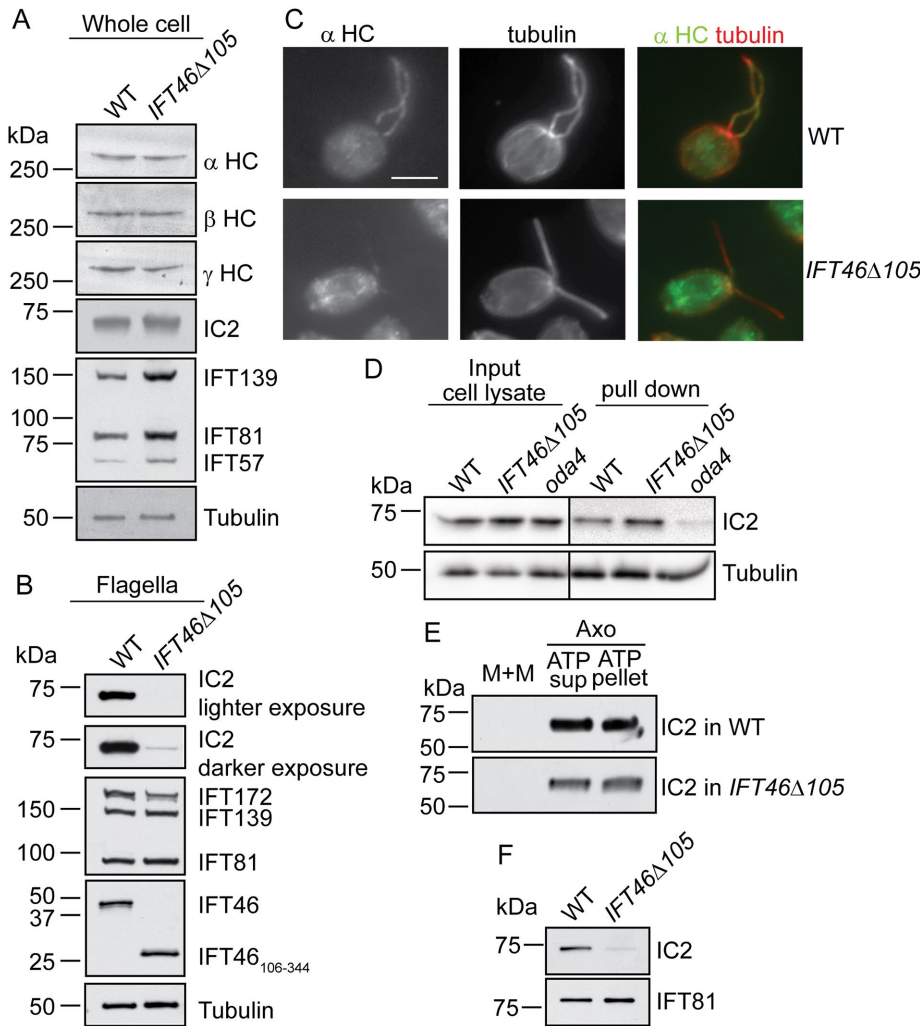 A
Whole cell
WT
IFT46Δ105
kDa
250
α HC
250
β HC
250
γ HC
75
IC2
150
IFT139
100
IFT81
75
IFT57
50
Tubulin
B
Flagella
WT
IFT46Δ105
kDa
75
IC2
lighter exposure
75
IC2
darker exposure
IFT172
150
IFT139
100
IFT81
50
IFT46
37
25
IFT46106-344
50
Tubulin
C
α HC
tubulin
α HC tubulin
WT
IFT46Δ105
D
Input
cell lysate
pull down
WT
IFT46Δ105
oda4
WT
IFT46Δ105
oda4
kDa
75
IC2
50
Tubulin
E
Axo
M+M
ATP
sup
ATP
pellet
kDa
75
50
IC2 in WT
75
50
IC2 in IFT46Δ105
F
WT
IFT46Δ105
kDa
75
IC2
75
IFT81